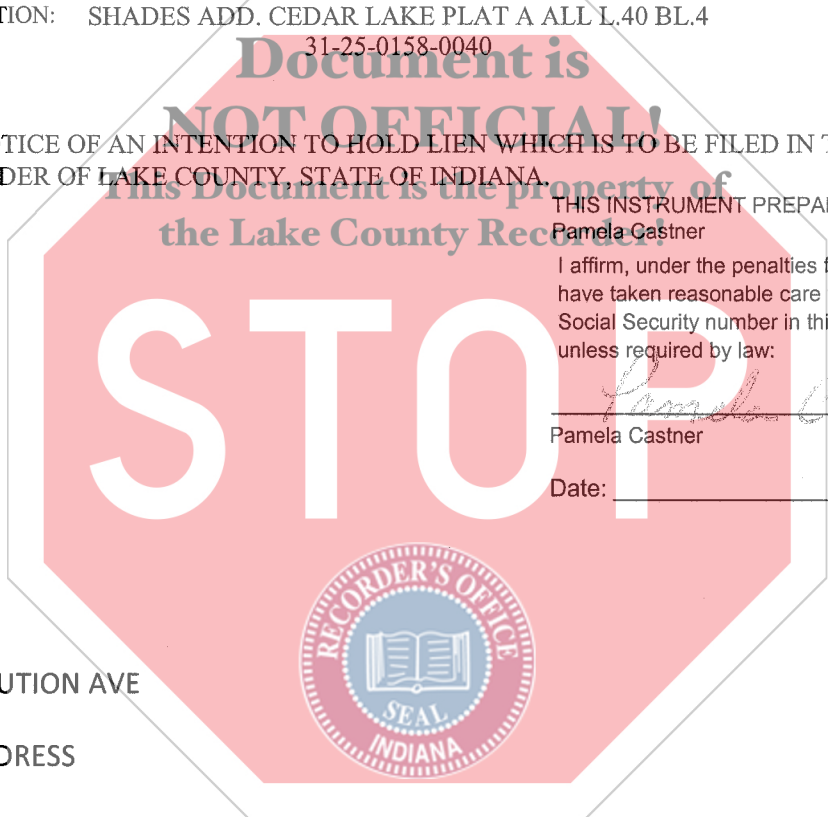 TION: SHADES ADD. CEDAR LAKE PLAT A ALL L.40 BL.4
31-25-0158-0040
Document is
NOT OFFICIAL!
TICE OF AN INTENTION TO HOLD LIEN WHICH IS TO BE FILED IN T
DER OF LAKE COUNTY, STATE OF INDIANA.
This Document is the property of
the Lake County Recorder!
THIS INSTRUMENT PREPA
Pamela Castner
I affirm, under the penalties f
have taken reasonable care
Social Security number in thi
unless required by law:
Pamela C
Pamela Castner
Date:
STOP
RECORDER'S OFFICE
SEAL
INDIANA
UTION AVE
DRESS